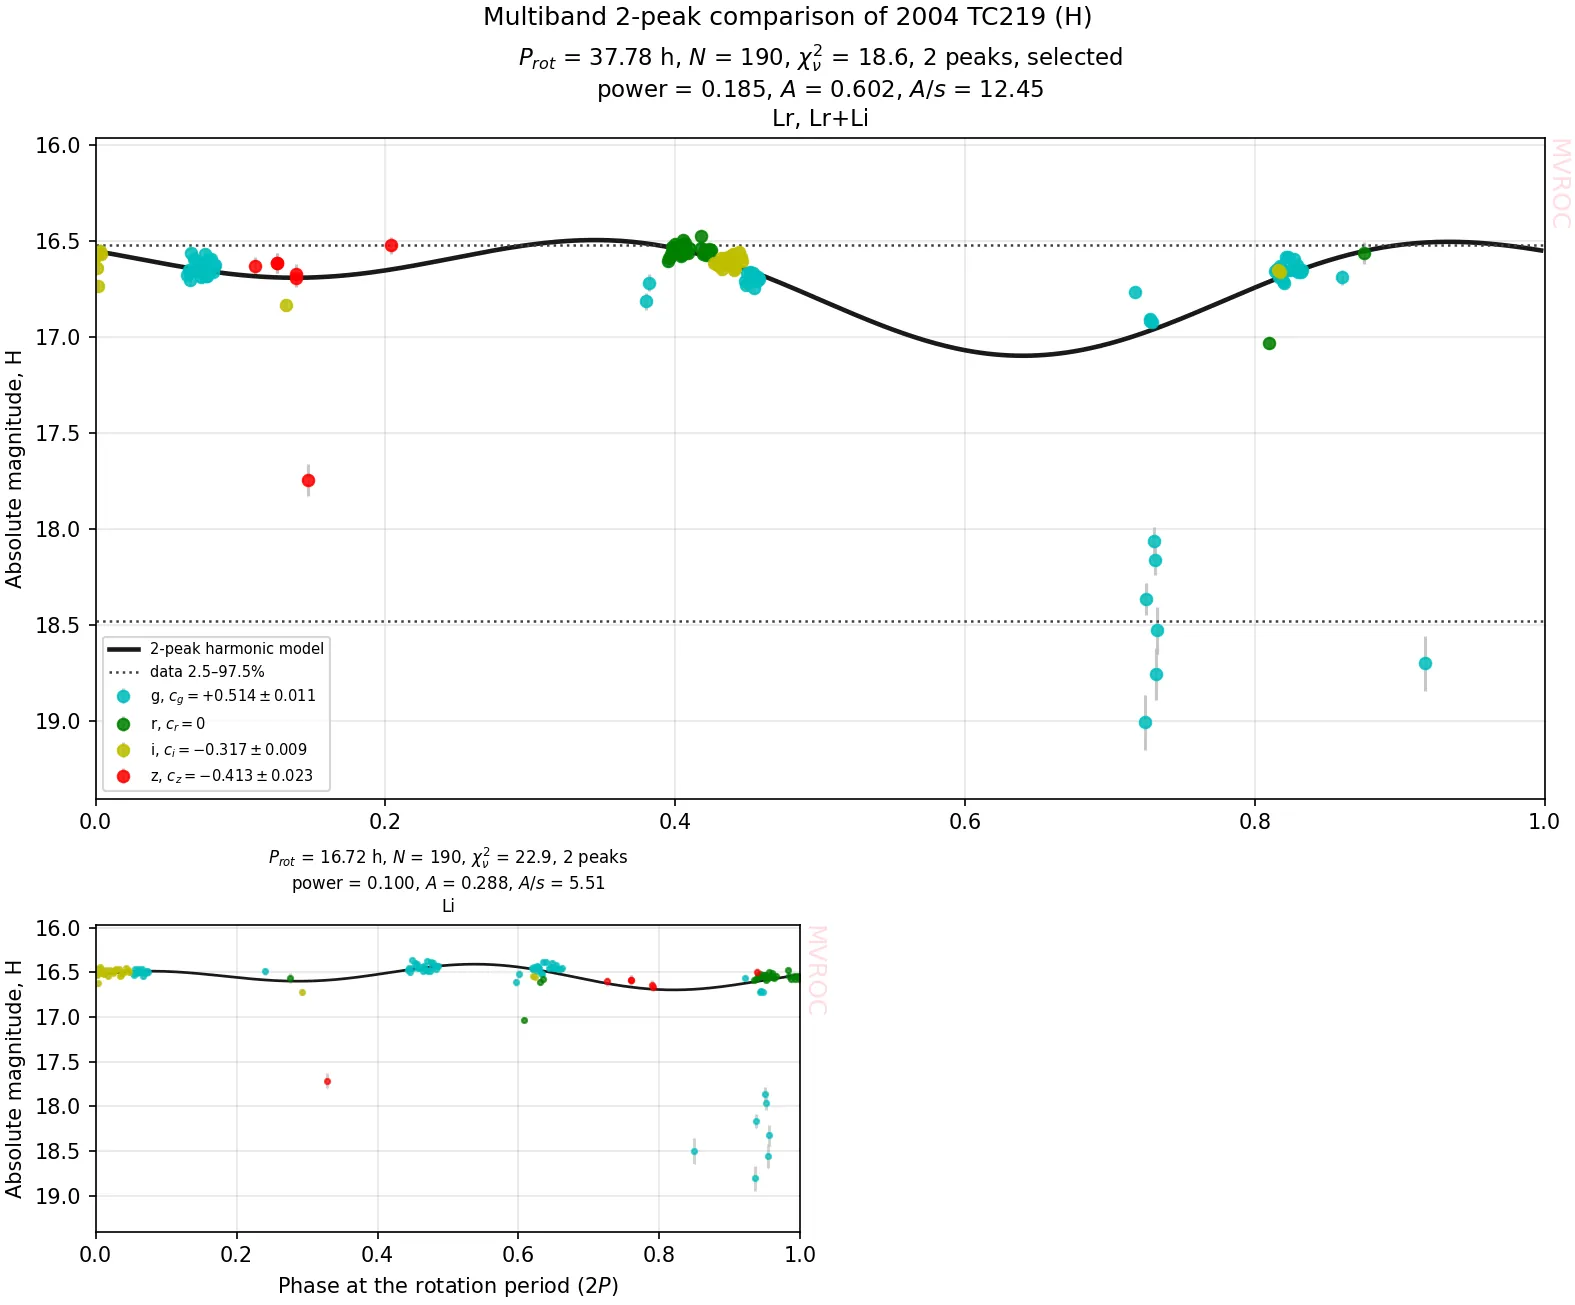 Multiband 2-peak comparison of 2004 TC219 (H)
P_rot = 37.78 h, N = 190, χ²_ν = 18.6, 2 peaks, selected
power = 0.185, A = 0.602, A/s = 12.45
Lr, Lr+Li
MVROC
Absolute magnitude, H
16.0
16.5
17.0
17.5
18.0
18.5
19.0
2-peak harmonic model
data 2.5–97.5%
g, c_g = +0.514 ± 0.011
r, c_r = 0
i, c_i = −0.317 ± 0.009
z, c_z = −0.413 ± 0.023
0.0 0.2 0.4 0.6 0.8 1.0
P_rot = 16.72 h, N = 190, χ²_ν = 22.9, 2 peaks
power = 0.100, A = 0.288, A/s = 5.51
Li
MVROC
Absolute magnitude, H
16.0
16.5
17.0
17.5
18.0
18.5
19.0
0.0 0.2 0.4 0.6 0.8 1.0
Phase at the rotation period (2P)